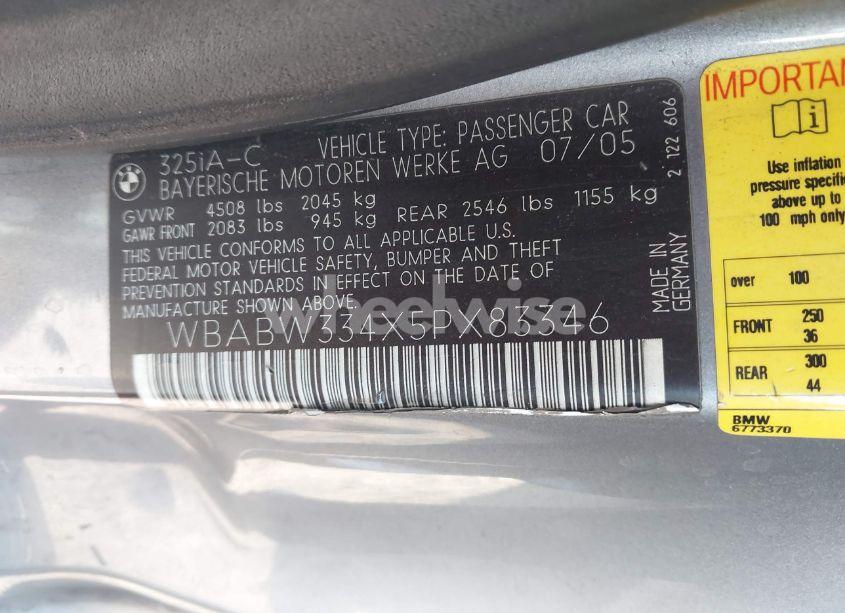 325iA-C VEHICLE TYPE: PASSENGER CAR
BAYERISCHE MOTOREN WERKE AG 07/05
GVWR 4508 lbs 2045 kg
GAWR FRONT 2083 lbs 945 kg REAR 2546 lbs 1155 kg
THIS VEHICLE CONFORMS TO ALL APPLICABLE U.S.
FEDERAL MOTOR VEHICLE SAFETY, BUMPER AND THEFT
PREVENTION STANDARDS IN EFFECT ON THE DATE OF
MANUFACTURE SHOWN ABOVE.
WBABW334X5PX83346
2 122 606
MADE IN
GERMANY
wheelwise
IMPORTAN
i
Use inflation
pressure specifi
above up to
100 mph only
over 100
FRONT 250
36
REAR 300
44
BMW
6773370